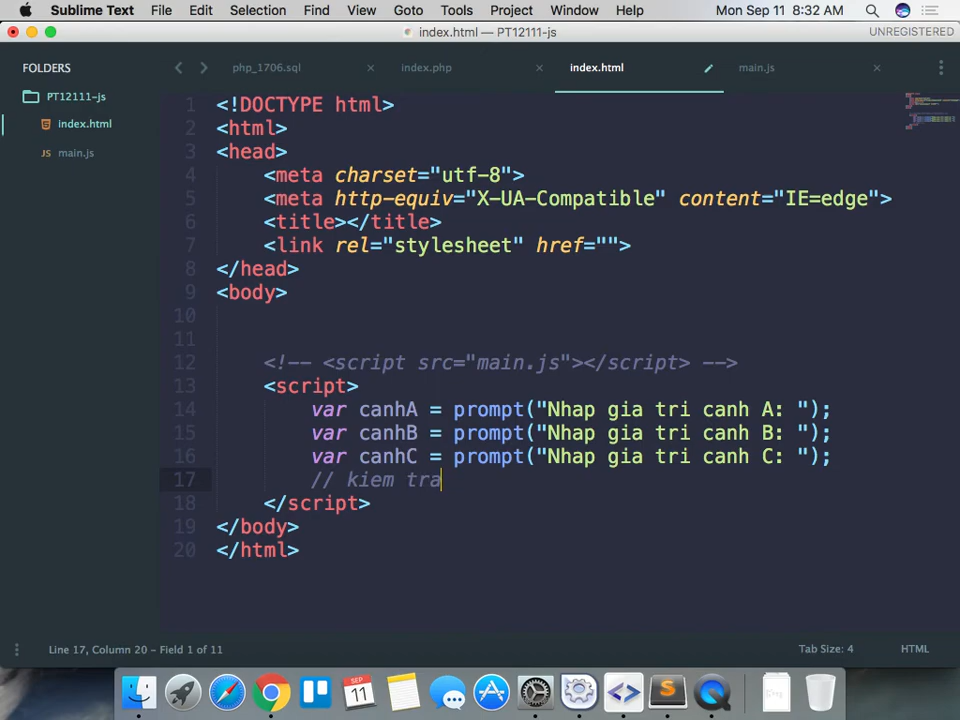 Sublime Text File Edit Selection Find View Goto Tools Project Window Help Mon Sep 11 8:32 AM
index.html — PT12111-js UNREGISTERED
FOLDERS
PT12111-js
index.html
JS main.js
php_1706.sql × index.php × index.html main.js ×
1 <!DOCTYPE html>
2 <html>
3 <head>
4 <meta charset="utf-8">
5 <meta http-equiv="X-UA-Compatible" content="IE=edge">
6 <title></title>
7 <link rel="stylesheet" href="">
8 </head>
9 <body>
10
11
12 <!-- <script src="main.js"></script> -->
13 <script>
14 var canhA = prompt("Nhap gia tri canh A: ");
15 var canhB = prompt("Nhap gia tri canh B: ");
16 var canhC = prompt("Nhap gia tri canh C: ");
17 // kiem tra
18 </script>
19 </body>
20 </html>
Line 17, Column 20 – Field 1 of 11 Tab Size: 4 HTML
SEP
11